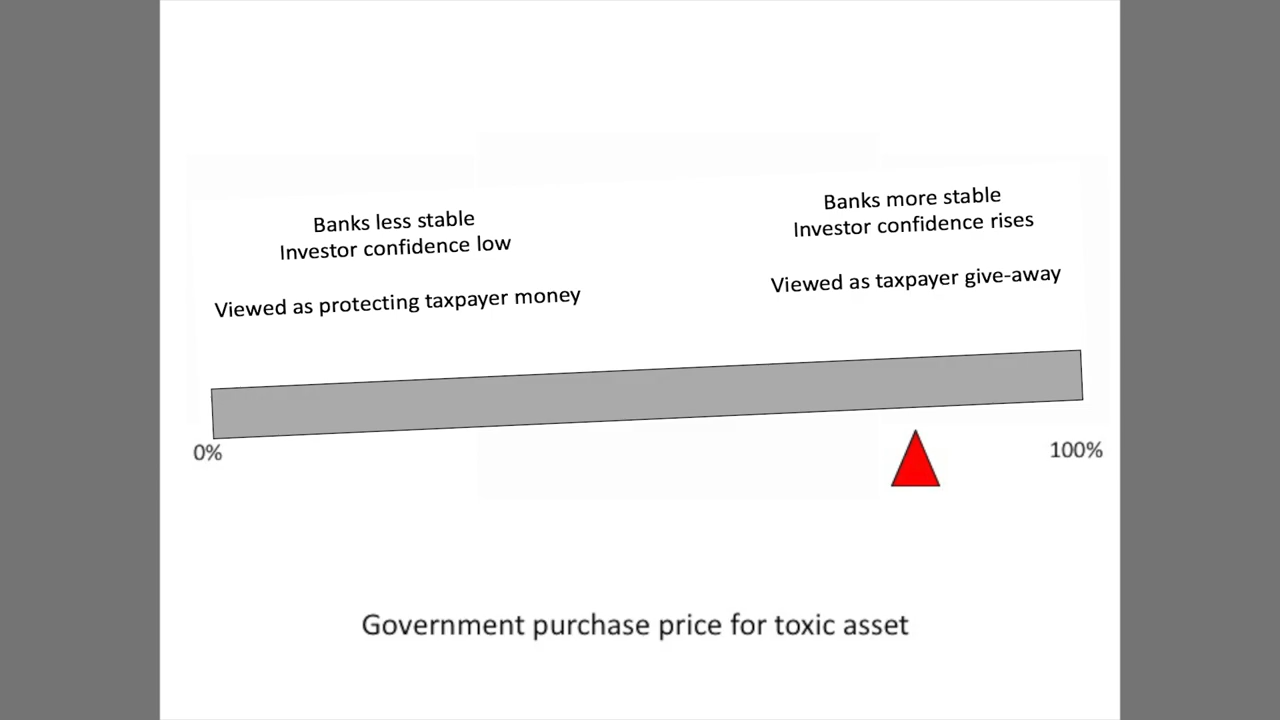 Banks less stable
Investor confidence low
Viewed as protecting taxpayer money
Banks more stable
Investor confidence rises
Viewed as taxpayer give-away
0%
100%
Government purchase price for toxic asset